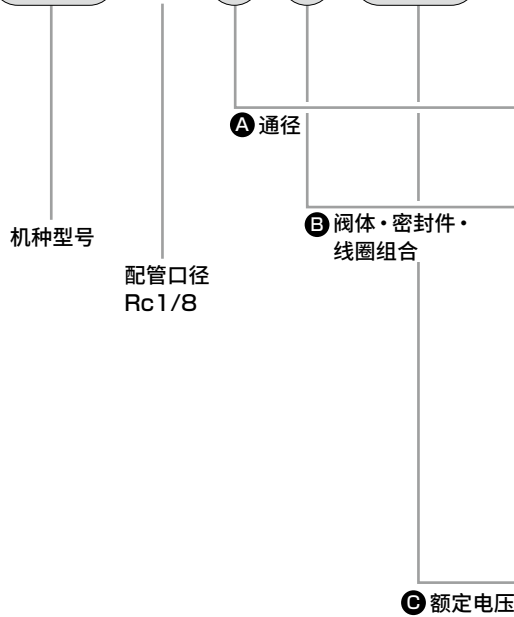 A 通径
B 阀体・密封件・
线圈组合
机种型号
配管口径
Rc1/8
C 额定电压